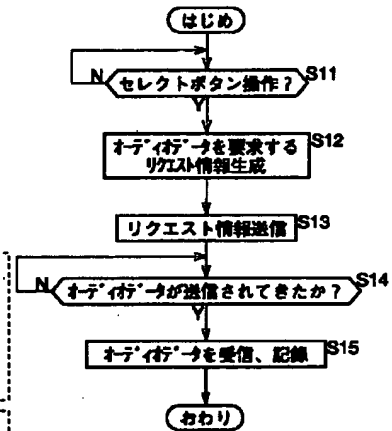 はじめ
N セレクトボタン操作? S11
Y
オーディオデータを要求する S12
リクエスト情報生成
リクエスト情報送信 S13
N オーディオデータが送信されてきたか? S14
Y
オーディオデータを受信、記録 S15
おわり